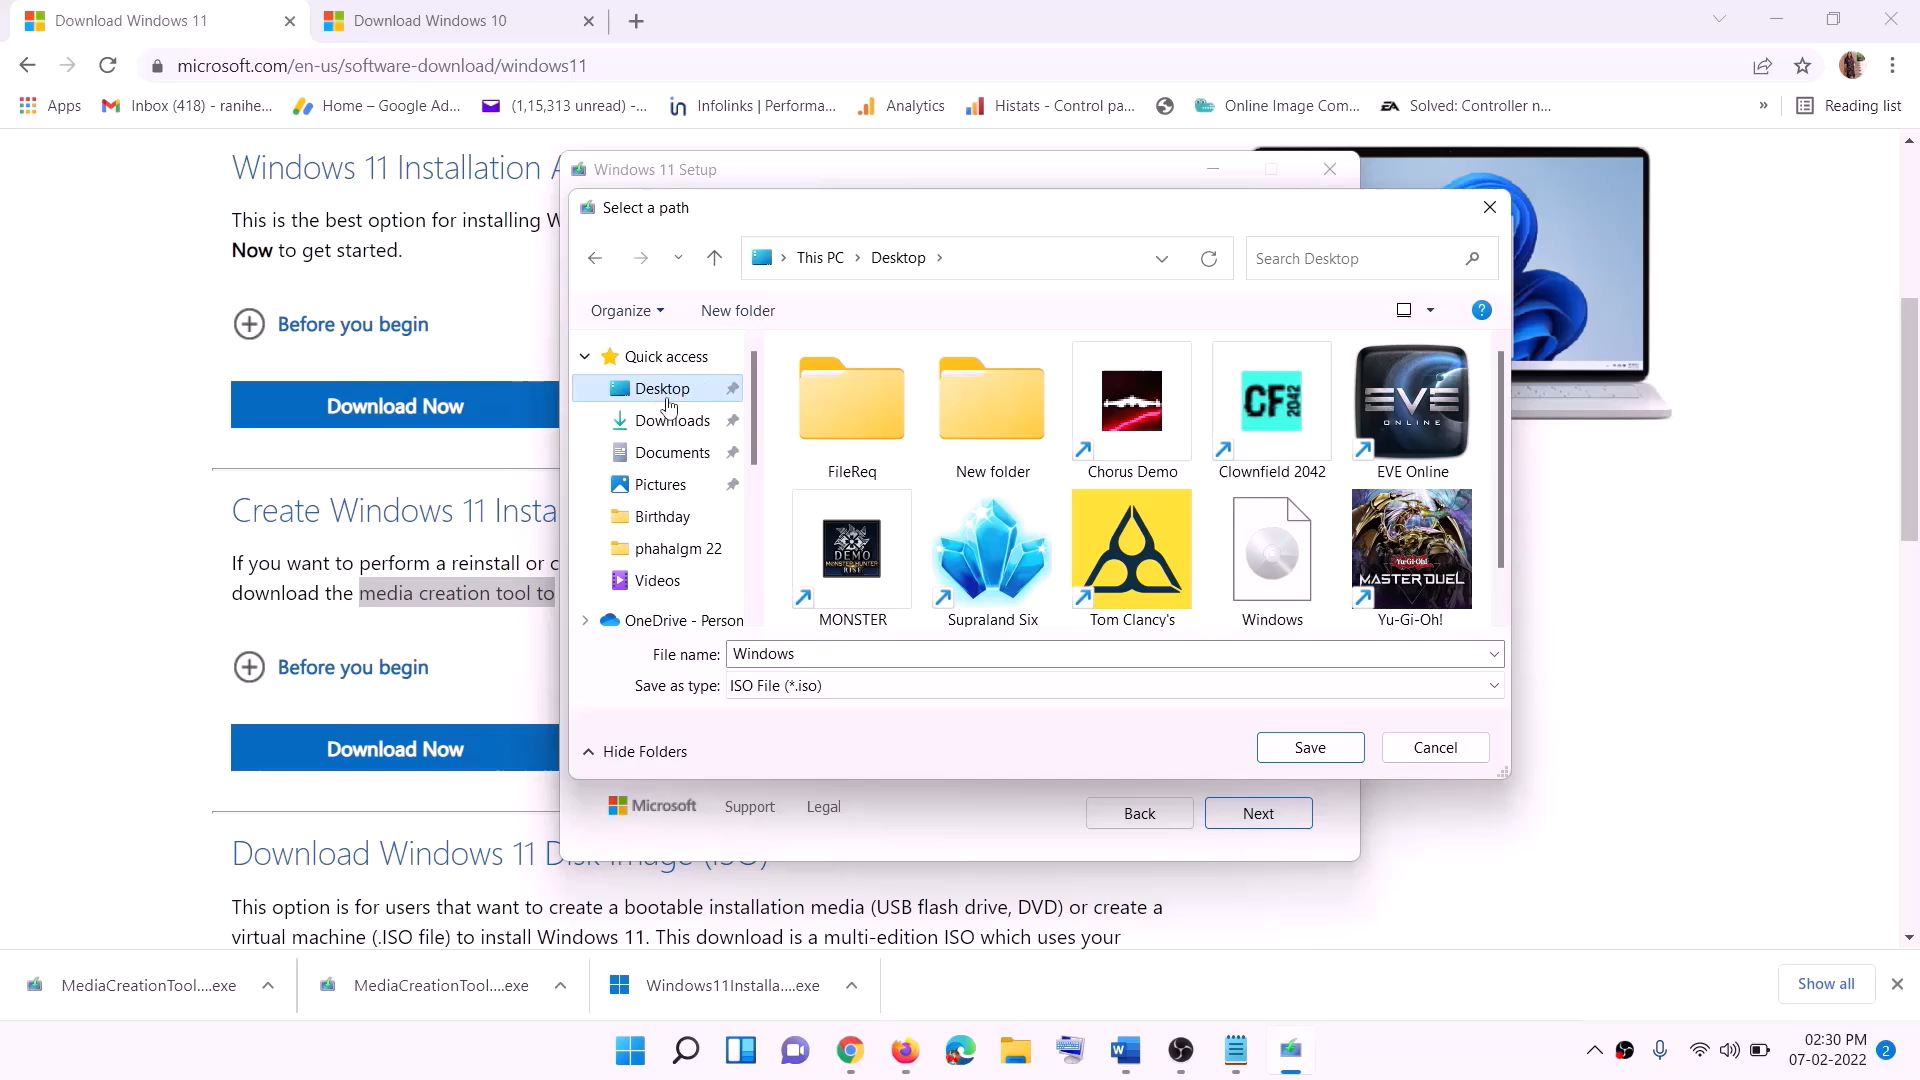 Download Windows 11
Download Windows 10
microsoft.com/en-us/software-download/windows11
Apps
Inbox (418) - ranihe...
Home – Google Ad...
(1,15,313 unread) -...
Infolinks | Performa...
Analytics
Histats - Control pa...
Online Image Com...
EA
Solved: Controller n...
»
Reading list
Windows 11 Installation A
This is the best option for installing W
Now to get started.
Before you begin
Download Now
Create Windows 11 Insta
If you want to perform a reinstall or c
download the media creation tool to
Before you begin
Download Now
Download Windows 11 Disk Image (ISO)
This option is for users that want to create a bootable installation media (USB flash drive, DVD) or create a
virtual machine (.ISO file) to install Windows 11. This download is a multi-edition ISO which uses your
Windows 11 Setup
Select a path
This PC > Desktop >
Search Desktop
Organize
New folder
?
Quick access
Desktop
Downloads
Documents
Pictures
Birthday
phahalgm 22
Videos
OneDrive - Person
FileReq
New folder
Chorus Demo
CF 2042
Clownfield 2042
EVE
ONLINE
EVE Online
DEMO
MONSTER HUNTER
RISE
MONSTER
Supraland Six
Tom Clancy's
Windows
Yu-Gi-Oh!
MASTER DUEL
Yu-Gi-Oh!
File name: Windows
Save as type: ISO File (*.iso)
Hide Folders
Save
Cancel
Microsoft
Support
Legal
Back
Next
MediaCreationTool....exe
MediaCreationTool....exe
Windows11Installa....exe
Show all
W
02:30 PM
07-02-2022
2